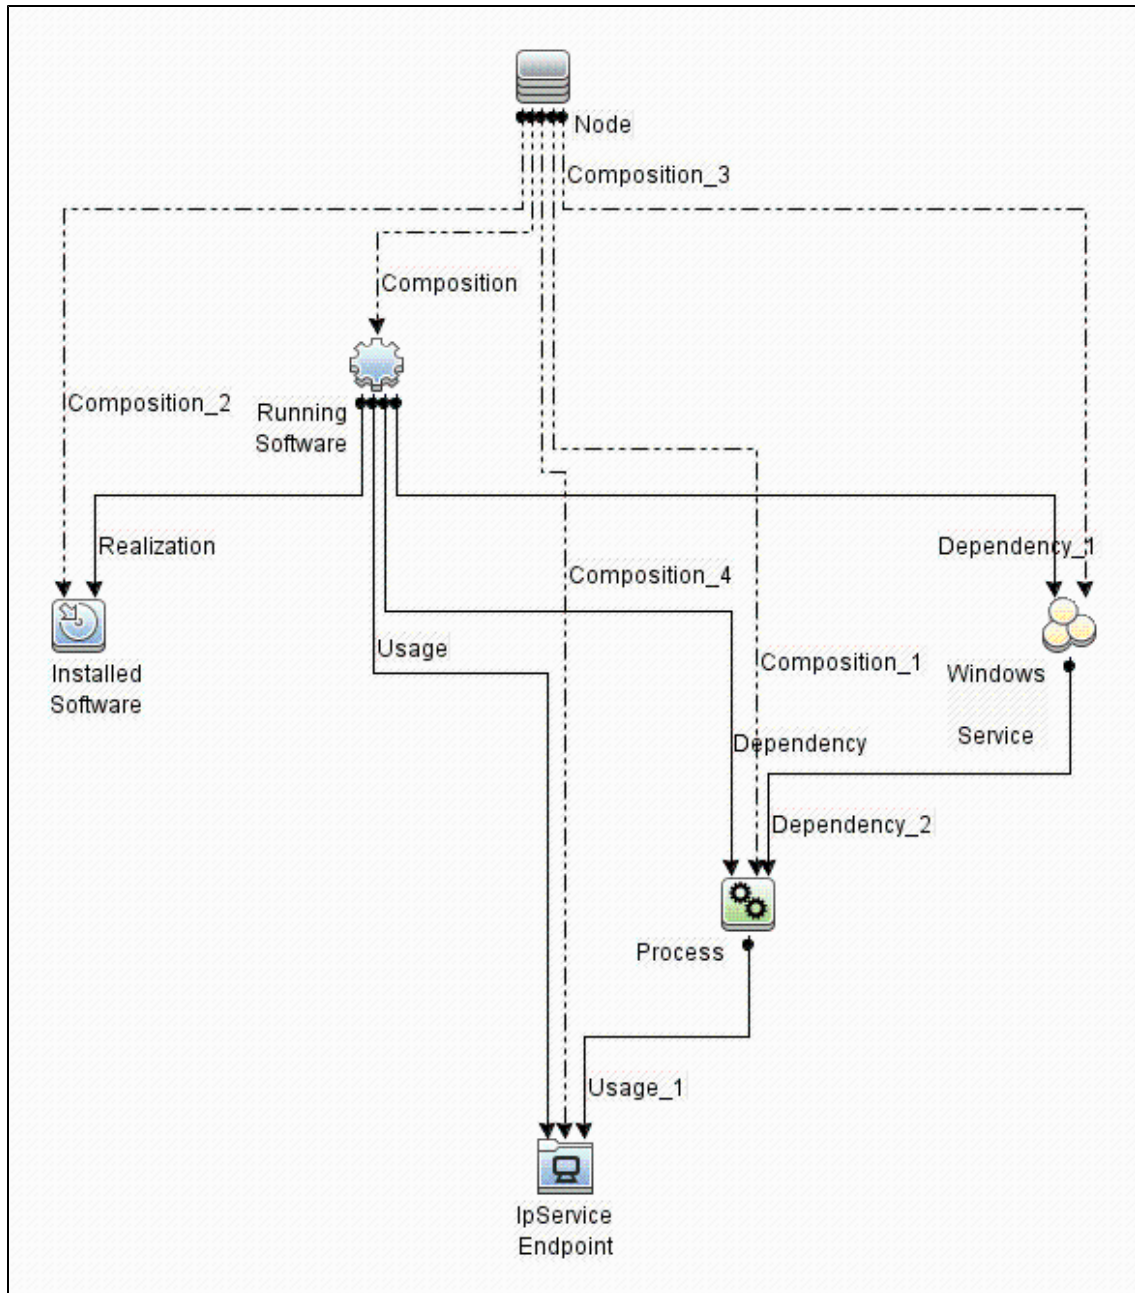 Node
Composition_3
Composition
Composition_2
Running
Software
Realization
Dependency_1
Composition_4
Usage
Composition_1
Installed
Software
Windows
Service
Dependency
Dependency_2
Process
Usage_1
IpService
Endpoint